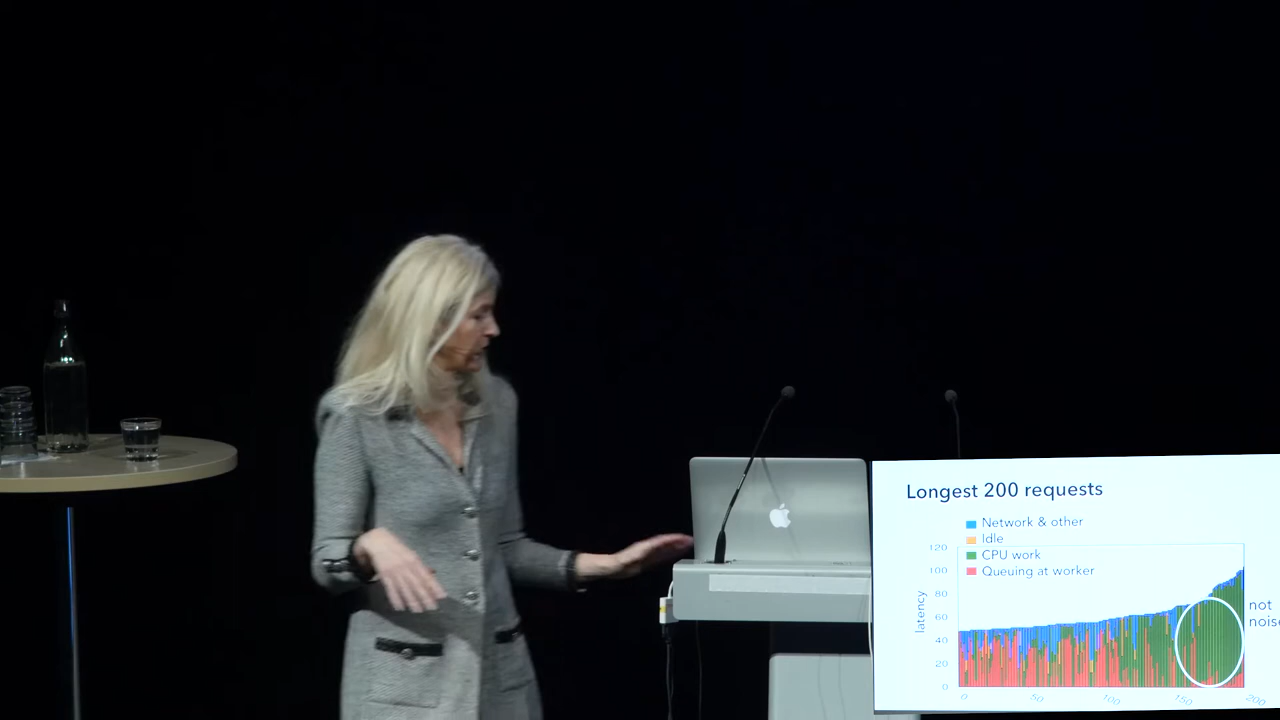 Longest 200 requests
Network & other
Idle
CPU work
Queuing at worker
120
100
80
60
40
20
0
latency
not
noise
0
50
100
150
200